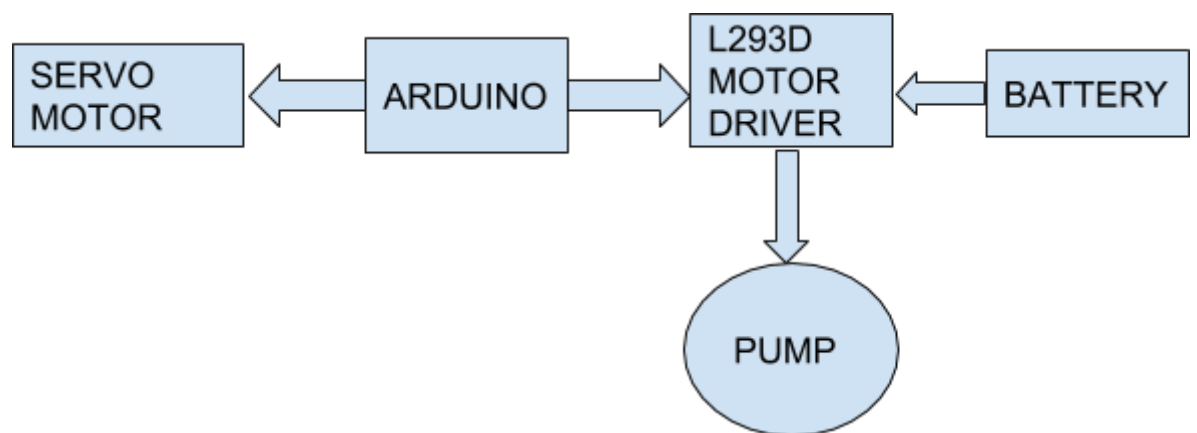 SERVO
MOTOR
ARDUINO
L293D
MOTOR
DRIVER
BATTERY
PUMP